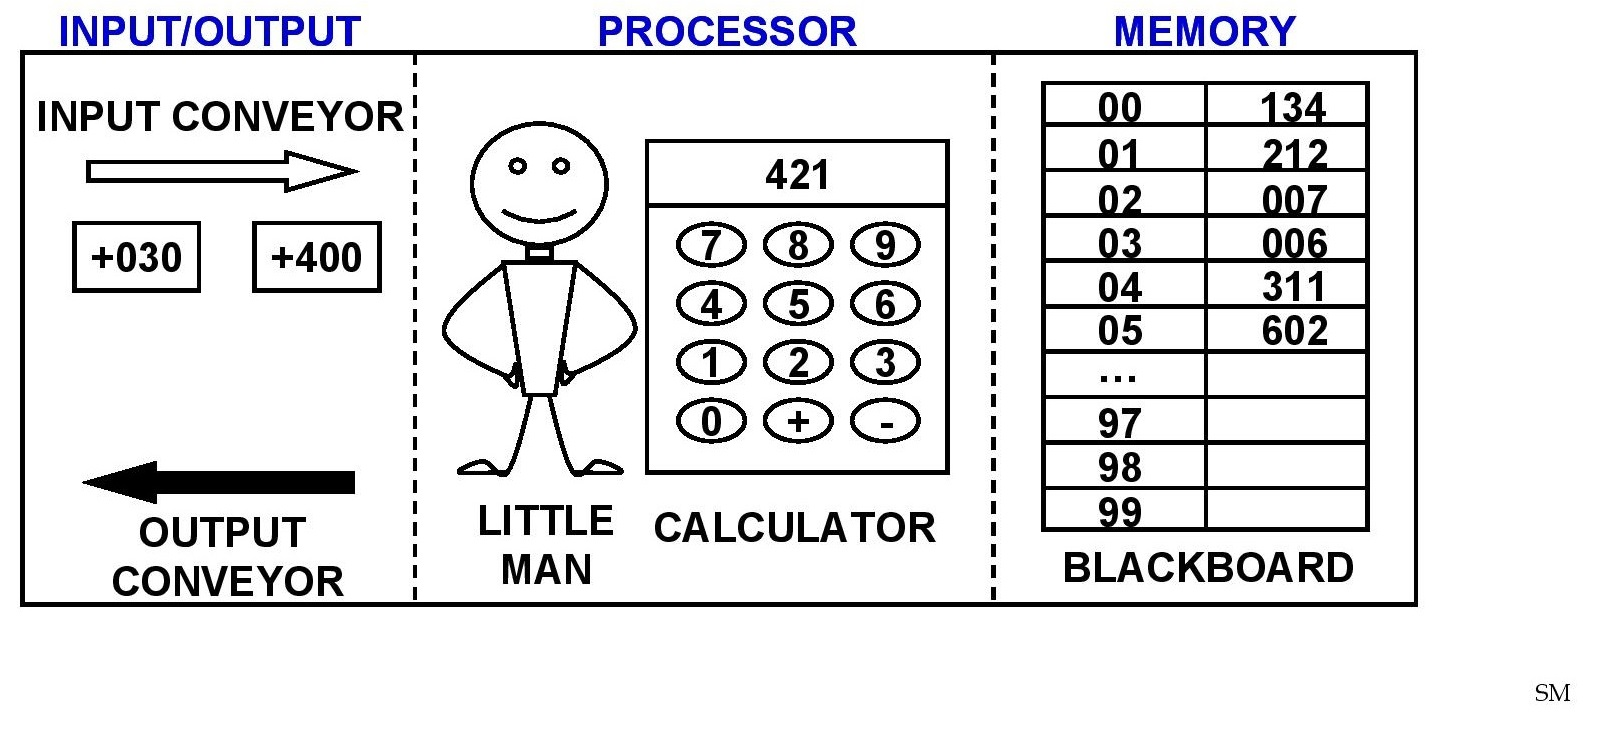 INPUT/OUTPUT
PROCESSOR
MEMORY
INPUT CONVEYOR
+030
+400
OUTPUT
CONVEYOR
LITTLE
MAN
421
7 8 9
4 5 6
1 2 3
0 + -
CALCULATOR
00 134
01 212
02 007
03 006
04 311
05 602
...
97
98
99
BLACKBOARD
SM